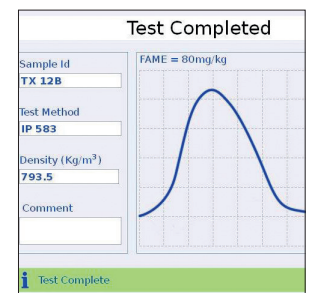 Test Completed
Sample Id
TX 12B
Test Method
IP 583
Density (Kg/m³)
793.5
Comment
FAME = 80mg/kg
i Test Complete